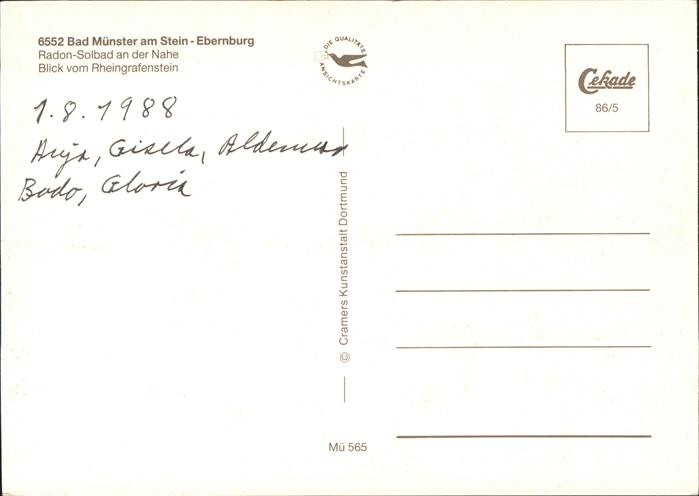 6552 Bad Münster am Stein - Ebernburg
Radon-Solbad an der Nahe
Blick vom Rheingrafenstein
DIE QUALITÄTS
ANSICHTSKARTE
Cekade
86/5
1.8.1988
Anja, Gisela, Aldemar
Bodo, Gloria
© Cramers Kunstanstalt Dortmund
Mü 565